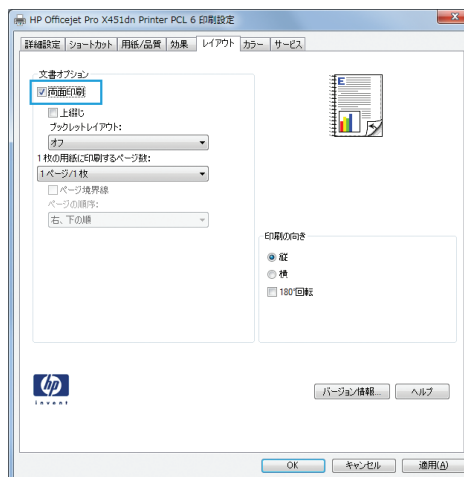 HP Officejet Pro X451dn Printer PCL 6 印刷設定
詳細設定 ショートカット 用紙/品質 効果 レイアウト カラー サービス
文書オプション
両面印刷
上綴じ
ブックレットレイアウト:
オフ
1 枚の用紙に印刷するページ数:
1 ページ/1 枚
ページ境界線
ページの順序:
右、下の順
E
印刷の向き
縦
横
180°回転
hp
invent
バージョン情報... ヘルプ
OK キャンセル 適用(A)